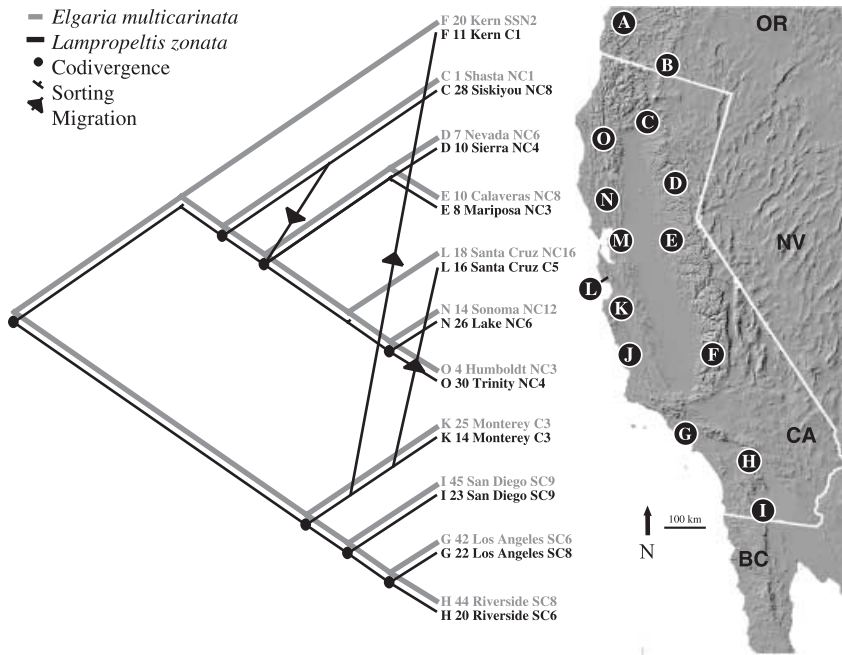 Elgaria multicarinata
Lampropeltis zonata
Codivergence
Sorting
Migration
F 20 Kern SSN2
F 11 Kern C1
C 1 Shasta NC1
C 28 Siskiyou NC8
D 7 Nevada NC6
D 10 Sierra NC4
E 10 Calaveras NC8
E 8 Mariposa NC3
L 18 Santa Cruz NC16
L 16 Santa Cruz C5
N 14 Sonoma NC12
N 26 Lake NC6
O 4 Humboldt NC3
O 30 Trinity NC4
K 25 Monterey C3
K 14 Monterey C3
I 45 San Diego SC9
I 23 San Diego SC9
G 42 Los Angeles SC6
G 22 Los Angeles SC8
H 44 Riverside SC8
H 20 Riverside SC6
A
OR
B
C
O
D
N
M
E
NV
L
K
J
F
G
CA
H
I
100 km
N
BC